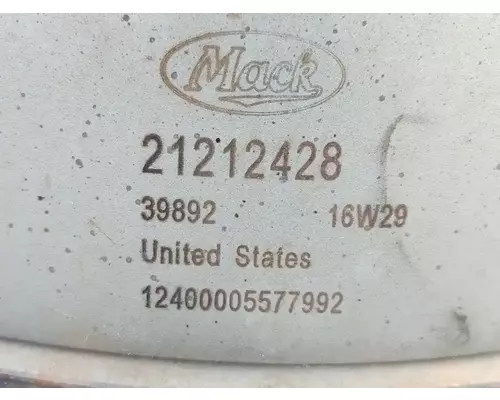 Mack
21212428
39892 16W29
United States
12400005577992